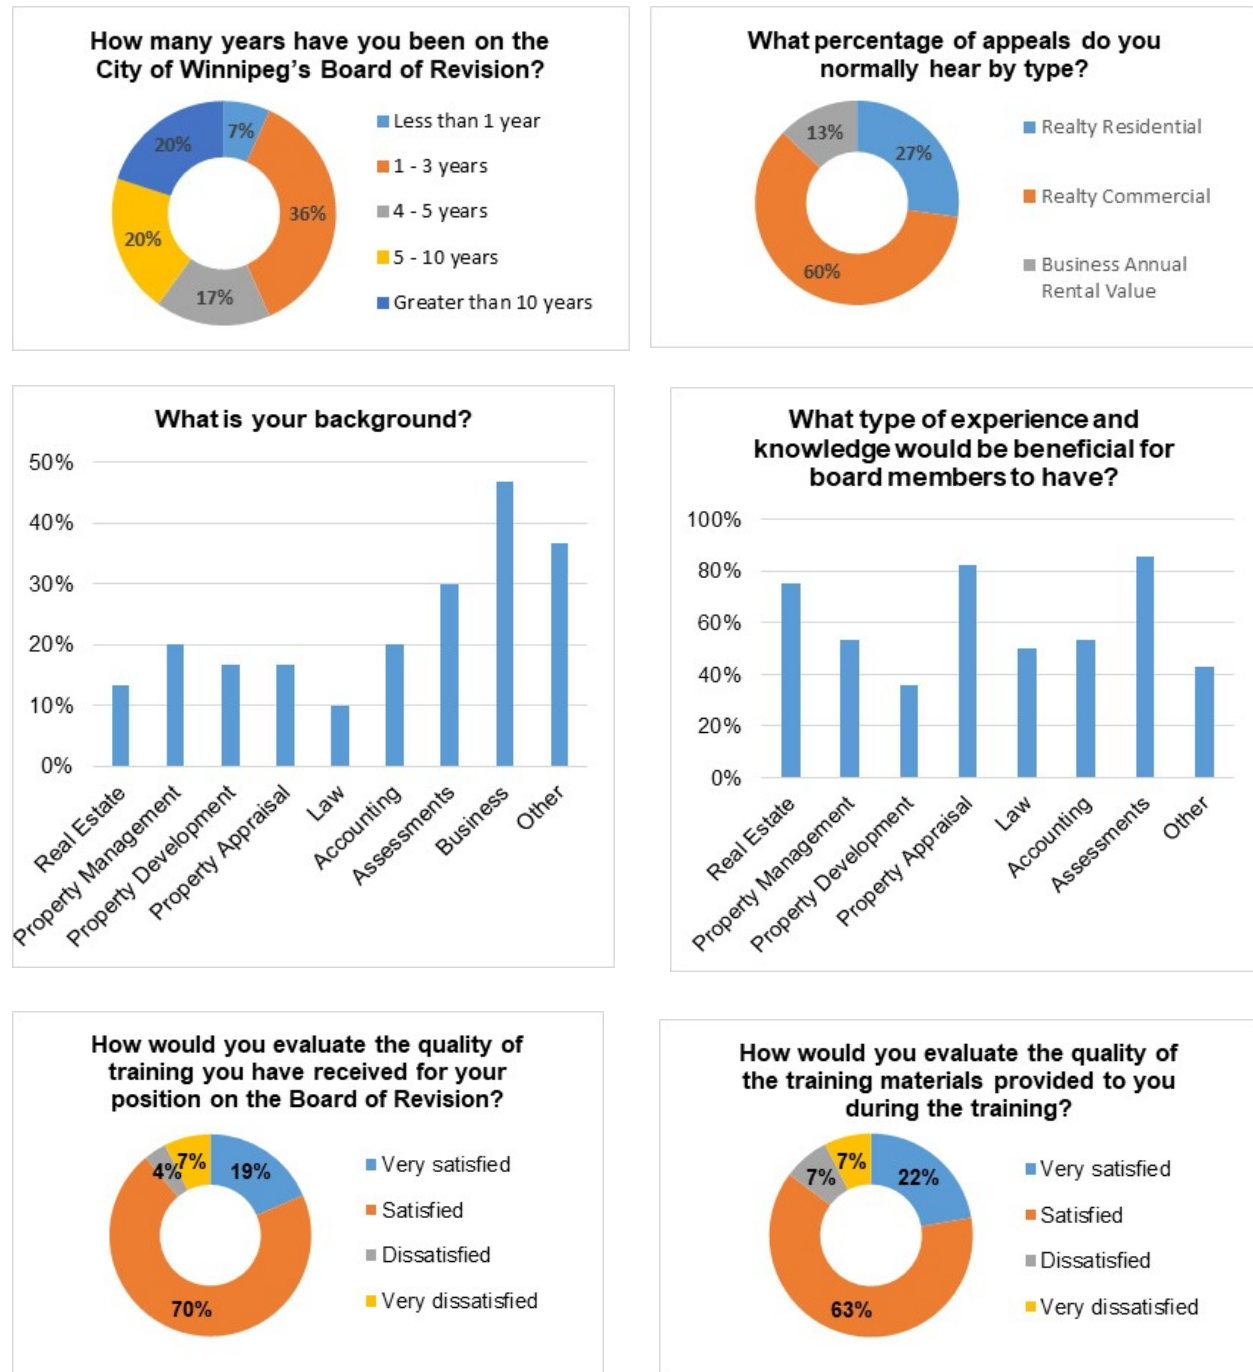 How many years have you been on the
City of Winnipeg's Board of Revision?
7%
36%
17%
20%
20%
Less than 1 year
1 - 3 years
4 - 5 years
5 - 10 years
Greater than 10 years
What percentage of appeals do you
normally hear by type?
27%
60%
13%
Realty Residential
Realty Commercial
Business Annual
Rental Value
What is your background?
50%
40%
30%
20%
10%
0%
Real Estate
Property Management
Property Development
Property Appraisal
Law
Accounting
Assessments
Business
Other
What type of experience and
knowledge would be beneficial for
board members to have?
100%
80%
60%
40%
20%
0%
Real Estate
Property Management
Property Development
Property Appraisal
Law
Accounting
Assessments
Other
How would you evaluate the quality of
training you have received for your
position on the Board of Revision?
19%
70%
4%
7%
Very satisfied
Satisfied
Dissatisfied
Very dissatisfied
How would you evaluate the quality of
the training materials provided to you
during the training?
22%
63%
7%
7%
Very satisfied
Satisfied
Dissatisfied
Very dissatisfied